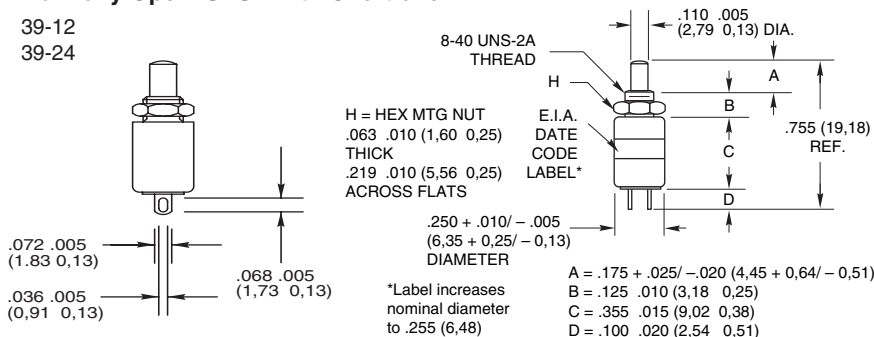 39-12
39-24
8-40 UNS-2A
THREAD
H
H = HEX MTG NUT
.063 .010 (1,60 0,25)
THICK
.219 .010 (5,56 0,25)
ACROSS FLATS
E.I.A.
DATE
CODE
LABEL*
.110 .005
(2,79 0,13) DIA.
A
B
C
D
.755 (19,18)
REF.
.250 + .010/ – .005
(6,35 + 0,25/ – 0,13)
DIAMETER
.072 .005
(1.83 0,13)
.036 .005
(0,91 0,13)
.068 .005
(1,73 0,13)
*Label increases
nominal diameter
to .255 (6,48)
A = .175 + .025/ –.020 (4,45 + 0,64/ – 0,51)
B = .125 .010 (3,18 0,25)
C = .355 .015 (9,02 0,38)
D = .100 .020 (2,54 0,51)